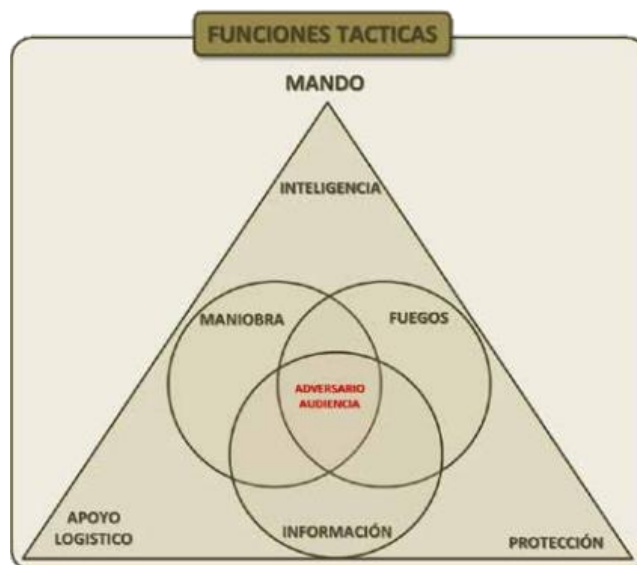 FUNCIONES TACTICAS
MANDO
INTELIGENCIA
MANIOBRA
FUEGOS
ADVERSARIO
AUDIENCIA
APOYO
LOGISTICO
INFORMACIÓN
PROTECCIÓN